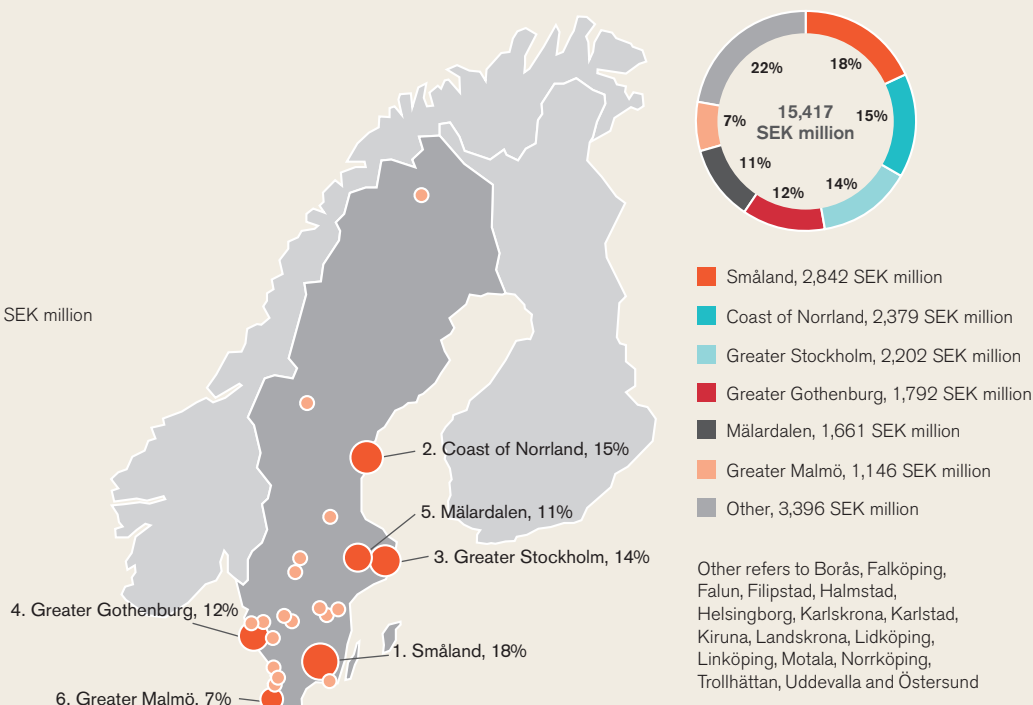 SEK million
2. Coast of Norrland, 15%
5. Mälardalen, 11%
3. Greater Stockholm, 14%
4. Greater Gothenburg, 12%
1. Småland, 18%
6. Greater Malmö, 7%
22%
18%
7%
15,417
SEK million
15%
11%
12%
14%
Småland, 2,842 SEK million
Coast of Norrland, 2,379 SEK million
Greater Stockholm, 2,202 SEK million
Greater Gothenburg, 1,792 SEK million
Mälardalen, 1,661 SEK million
Greater Malmö, 1,146 SEK million
Other, 3,396 SEK million
Other refers to Borås, Falköping,
Falun, Filipstad, Halmstad,
Helsingborg, Karlskrona, Karlstad,
Kiruna, Landskrona, Lidköping,
Linköping, Motala, Norrköping,
Trollhättan, Uddevalla and Östersund